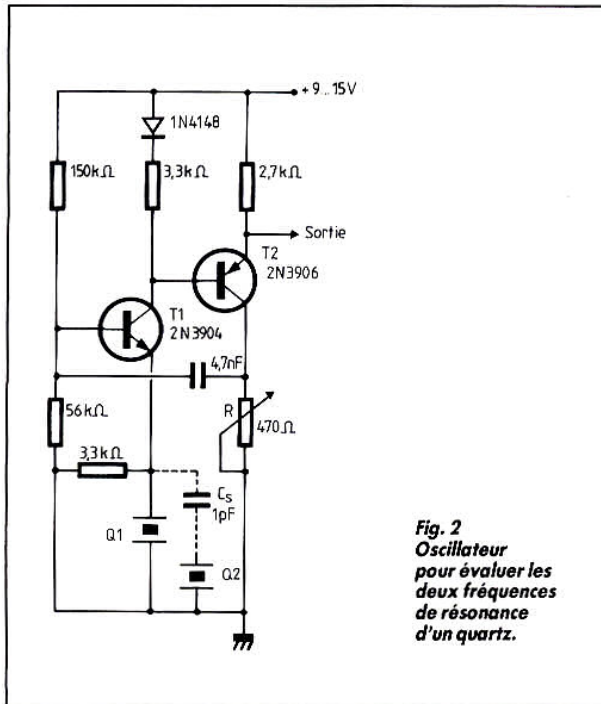 + 9...15V
1N4148
150kΩ
3,3kΩ
2,7kΩ
Sortie
T2
2N3906
T1
2N3904
4,7nF
56kΩ
R
470Ω
3,3kΩ
Cs
1pF
Q1
Q2
Fig. 2
Oscillateur
pour évaluer les
deux fréquences
de résonance
d'un quartz.